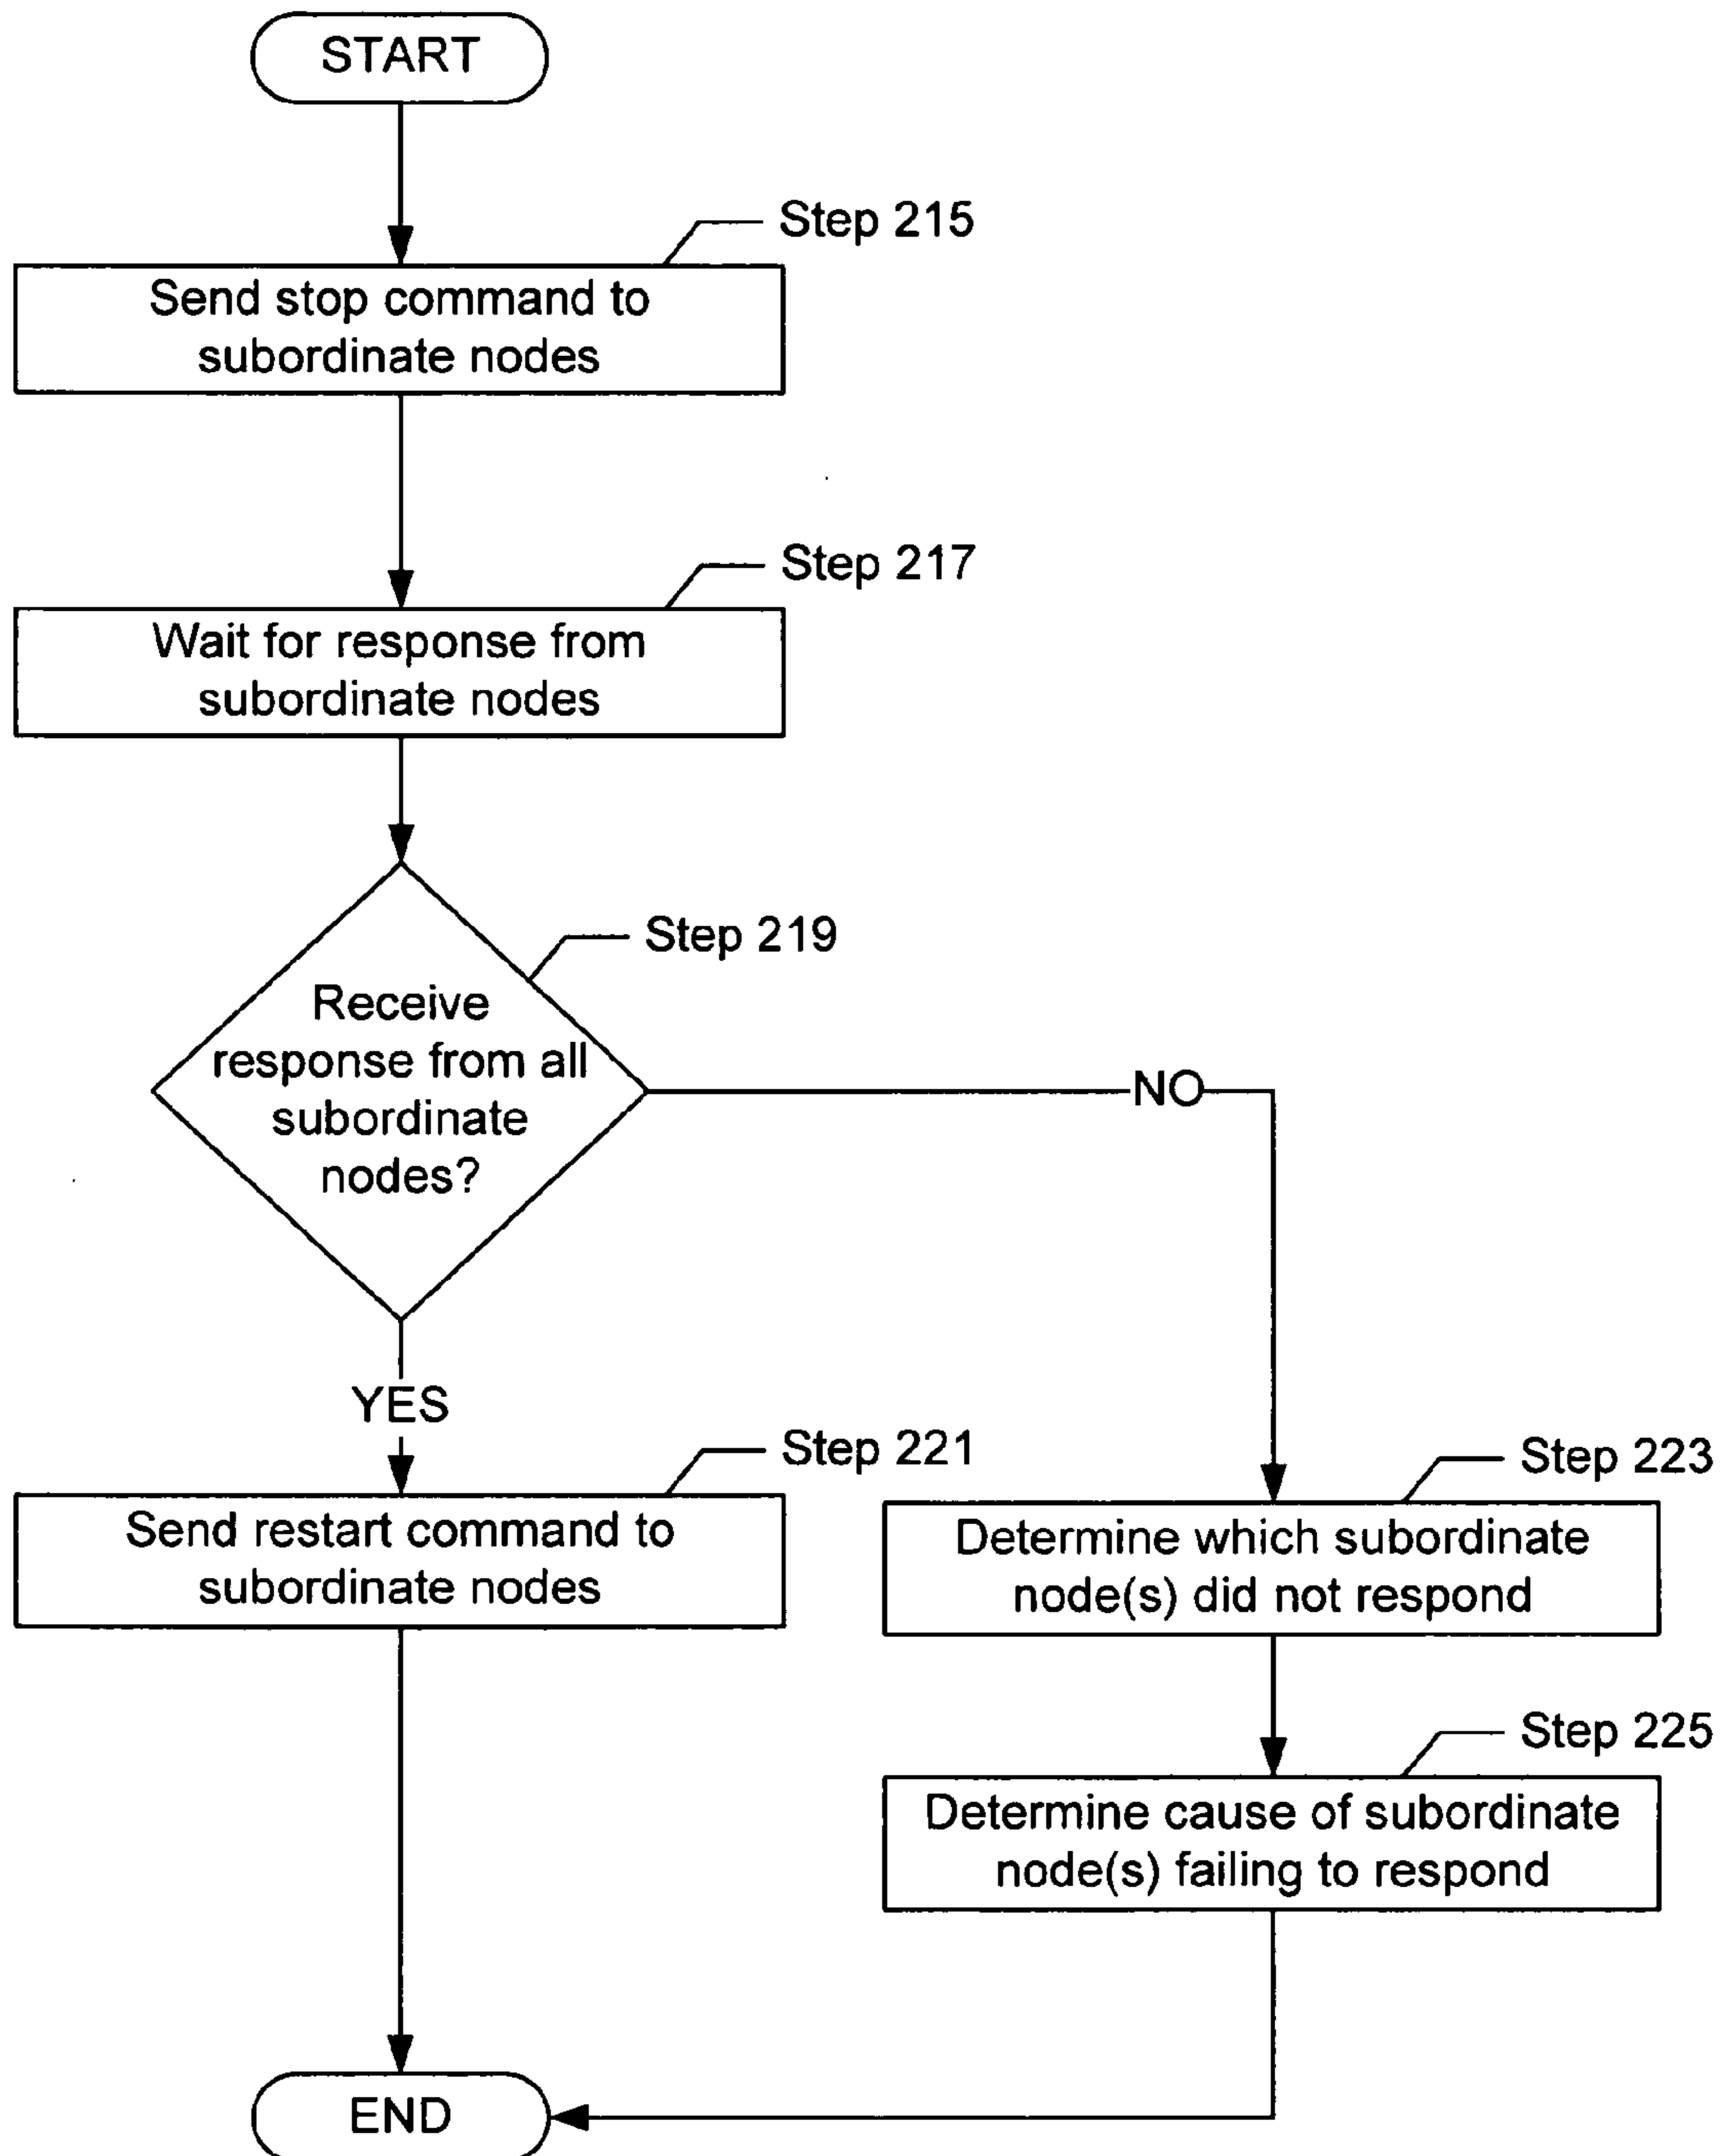 START
Step 215
Send stop command to
subordinate nodes
Step 217
Wait for response from
subordinate nodes
Step 219
Receive
response from all
subordinate
nodes?
NO
YES
Step 221
Send restart command to
subordinate nodes
Step 223
Determine which subordinate
node(s) did not respond
Step 225
Determine cause of subordinate
node(s) failing to respond
END